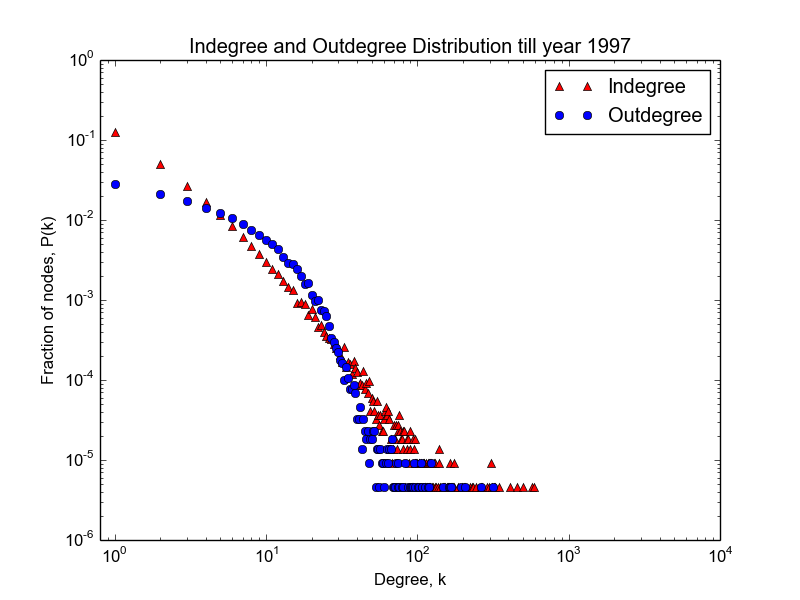 Indegree and Outdegree Distribution till year 1997
Indegree
Outdegree
Fraction of nodes, P(k)
10^0
10^-1
10^-2
10^-3
10^-4
10^-5
10^-6
10^0 10^1 10^2 10^3 10^4
Degree, k